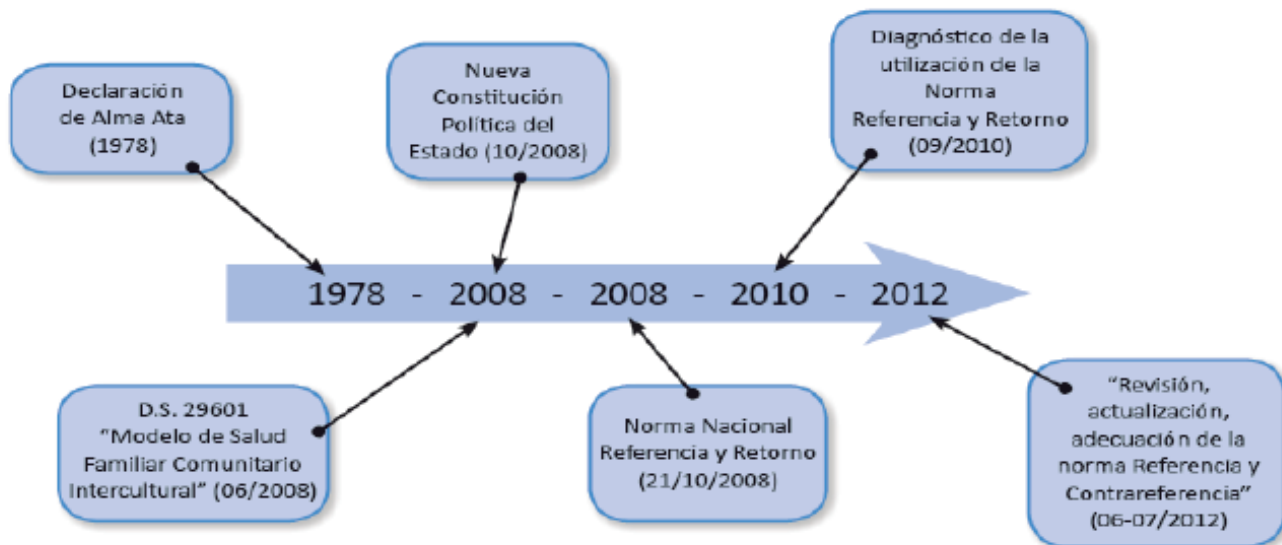 Declaración
de Alma Ata
(1978)
Nueva
Constitución
Política del
Estado (10/2008)
Diagnóstico de la
utilización de la
Norma
Referencia y Retorno
(09/2010)
1978 - 2008 - 2008 - 2010 - 2012
D.S. 29601
“Modelo de Salud
Familiar Comunitario
Intercultural” (06/2008)
Norma Nacional
Referencia y Retorno
(21/10/2008)
“Revisión,
actualización,
adecuación de la
norma Referencia y
Contrareferencia”
(06-07/2012)